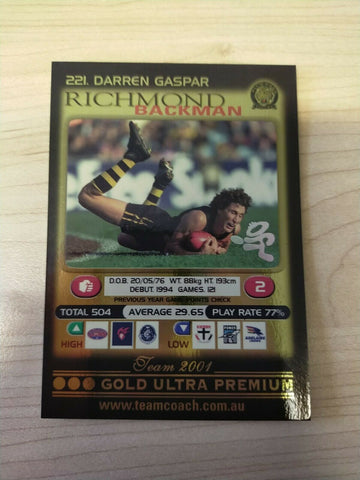 221. DARREN GASPAR
RICHMOND
BACKMAN
D.O.B. 20/05/76 WT. 88kg HT. 193cm
DEBUT. 1994 GAMES. 121
2
PREVIOUS YEAR GAME POINTS CHECK
TOTAL 504 AVERAGE 29.65 PLAY RATE 77%
HIGH LOW
Team 2001
GOLD ULTRA PREMIUM
www.teamcoach.com.au